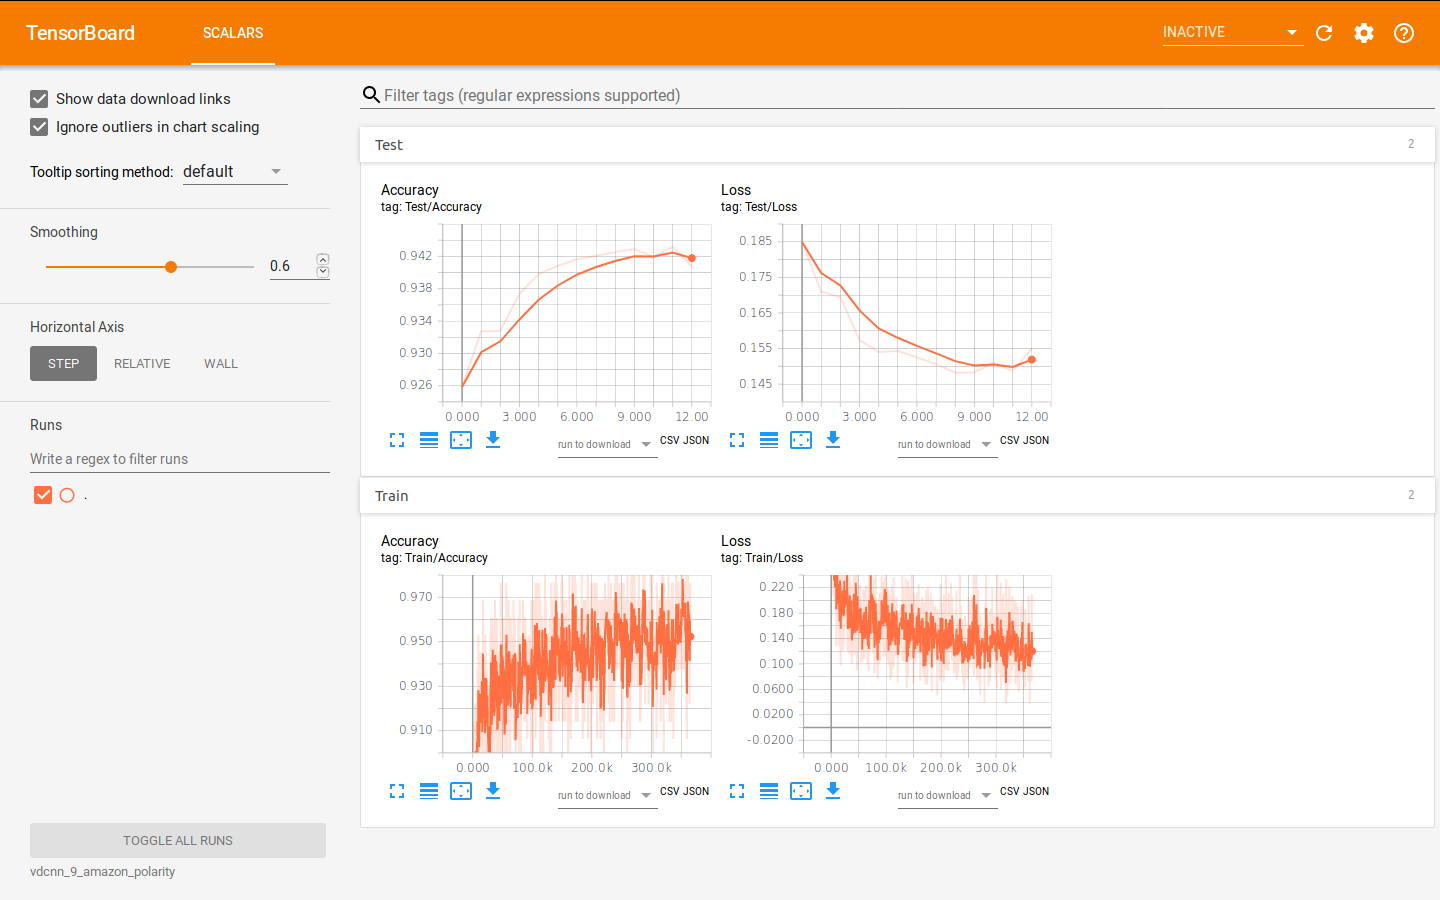 TensorBoard SCALARS INACTIVE
Show data download links
Ignore outliers in chart scaling
Tooltip sorting method: default
Smoothing
0.6
Horizontal Axis
STEP RELATIVE WALL
Runs
Write a regex to filter runs
.
TOGGLE ALL RUNS
vdcnn_9_amazon_polarity
Filter tags (regular expressions supported)
Test 2
Accuracy
tag: Test/Accuracy
0.942
0.938
0.934
0.930
0.926
0.000 3.000 6.000 9.000 12.00
run to download CSV JSON
Loss
tag: Test/Loss
0.185
0.175
0.165
0.155
0.145
0.000 3.000 6.000 9.000 12.00
run to download CSV JSON
Train 2
Accuracy
tag: Train/Accuracy
0.970
0.950
0.930
0.910
0.000 100.0k 200.0k 300.0k
run to download CSV JSON
Loss
tag: Train/Loss
0.220
0.180
0.140
0.100
0.0600
0.0200
-0.0200
0.000 100.0k 200.0k 300.0k
run to download CSV JSON